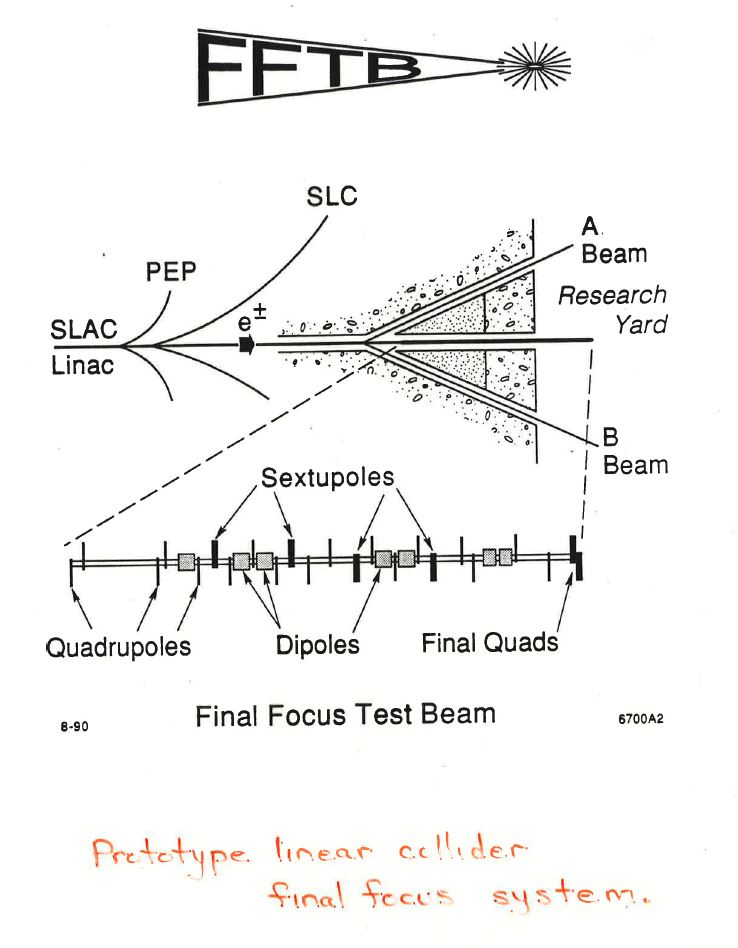 FFTB
SLC
PEP
A
Beam
Research
Yard
SLAC
Linac
e±
B
Beam
Sextupoles
Quadrupoles
Dipoles
Final Quads
8-90
Final Focus Test Beam
6700A2
Prototype linear collider
final focus system.